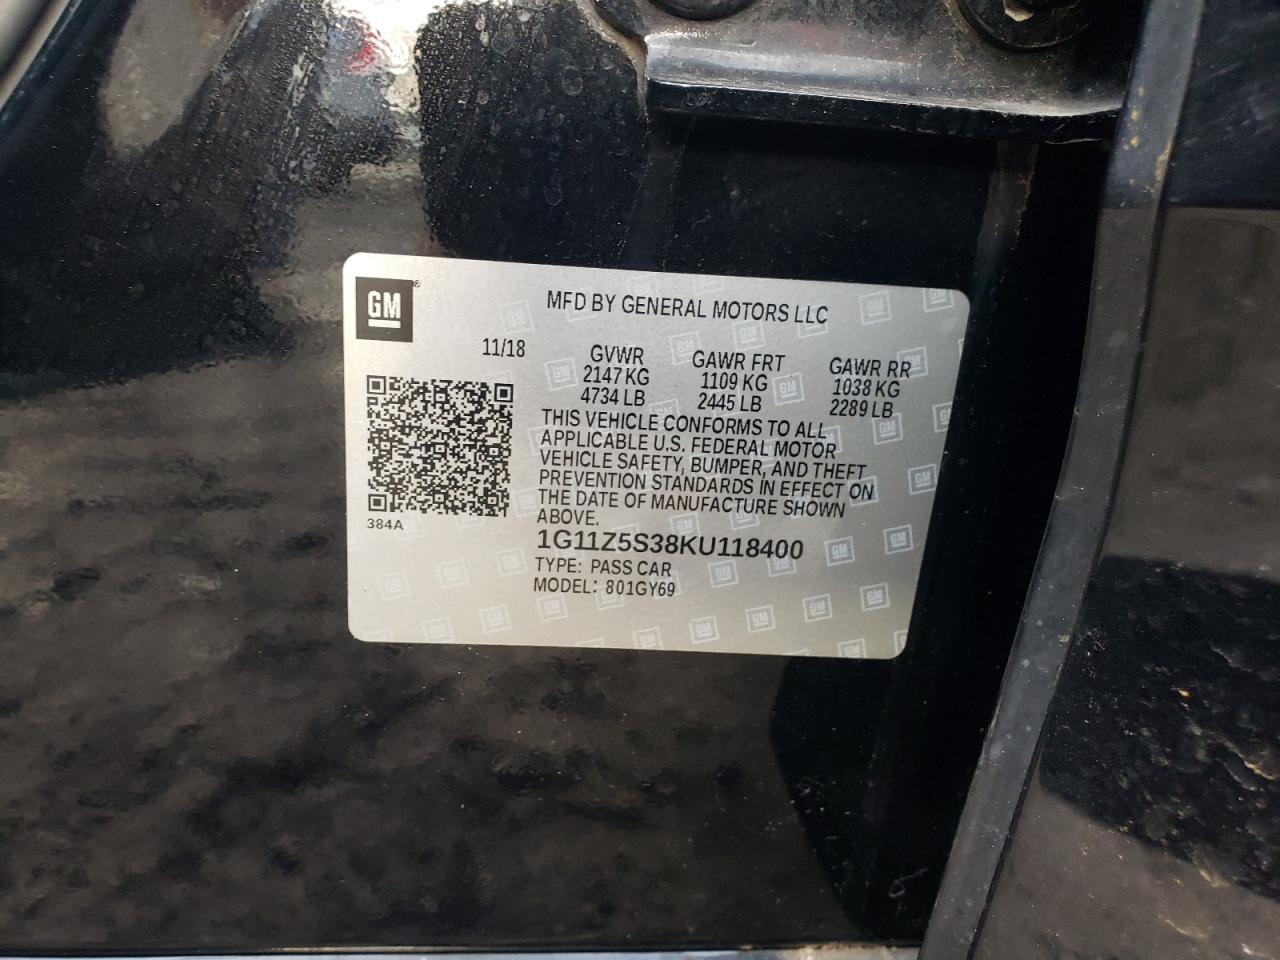 GM
MFD BY GENERAL MOTORS LLC
11/18 GVWR GAWR FRT GAWR RR
2147 KG 1109 KG 1038 KG
4734 LB 2445 LB 2289 LB
THIS VEHICLE CONFORMS TO ALL
APPLICABLE U.S. FEDERAL MOTOR
VEHICLE SAFETY, BUMPER, AND THEFT
PREVENTION STANDARDS IN EFFECT ON
THE DATE OF MANUFACTURE SHOWN
ABOVE.
384A
1G11Z5S38KU118400
TYPE: PASS CAR
MODEL: 801GY69